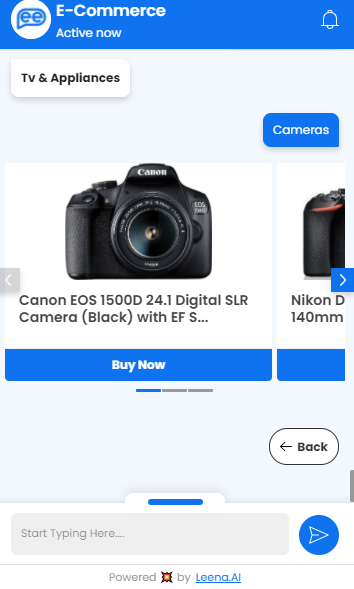 ee
E-Commerce
Active now
Tv & Appliances
Cameras
Canon
EOS
Canon EOS 1500D 24.1 Digital SLR
Camera (Black) with EF S...
Buy Now
Nikon D
140mm
Back
Start Typing Here....
Powered 💥 by Leena.AI